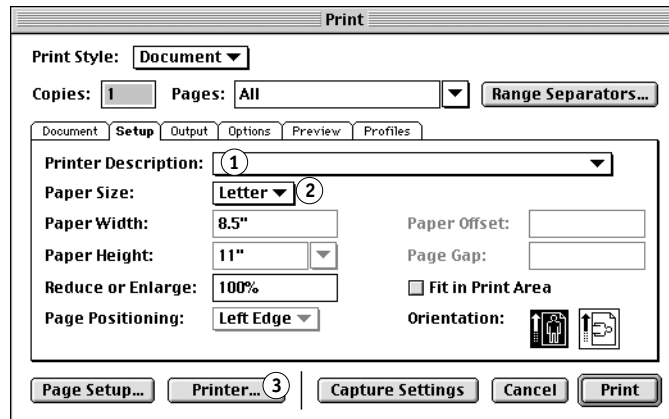 Print
Print Style: Document
Copies: 1 Pages: All Range Separators...
Document Setup Output Options Preview Profiles
Printer Description: 1
Paper Size: Letter 2
Paper Width: 8.5" Paper Offset:
Paper Height: 11" Page Gap:
Reduce or Enlarge: 100% Fit in Print Area
Page Positioning: Left Edge Orientation:
Page Setup... Printer... 3 Capture Settings Cancel Print